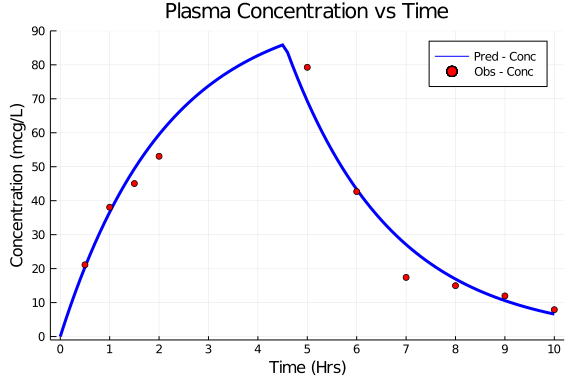 Plasma Concentration vs Time
90
80
70
60
50
40
30
20
10
0
Concentration (mcg/L)
Pred - Conc
Obs - Conc
0 1 2 3 4 5 6 7 8 9 10
Time (Hrs)